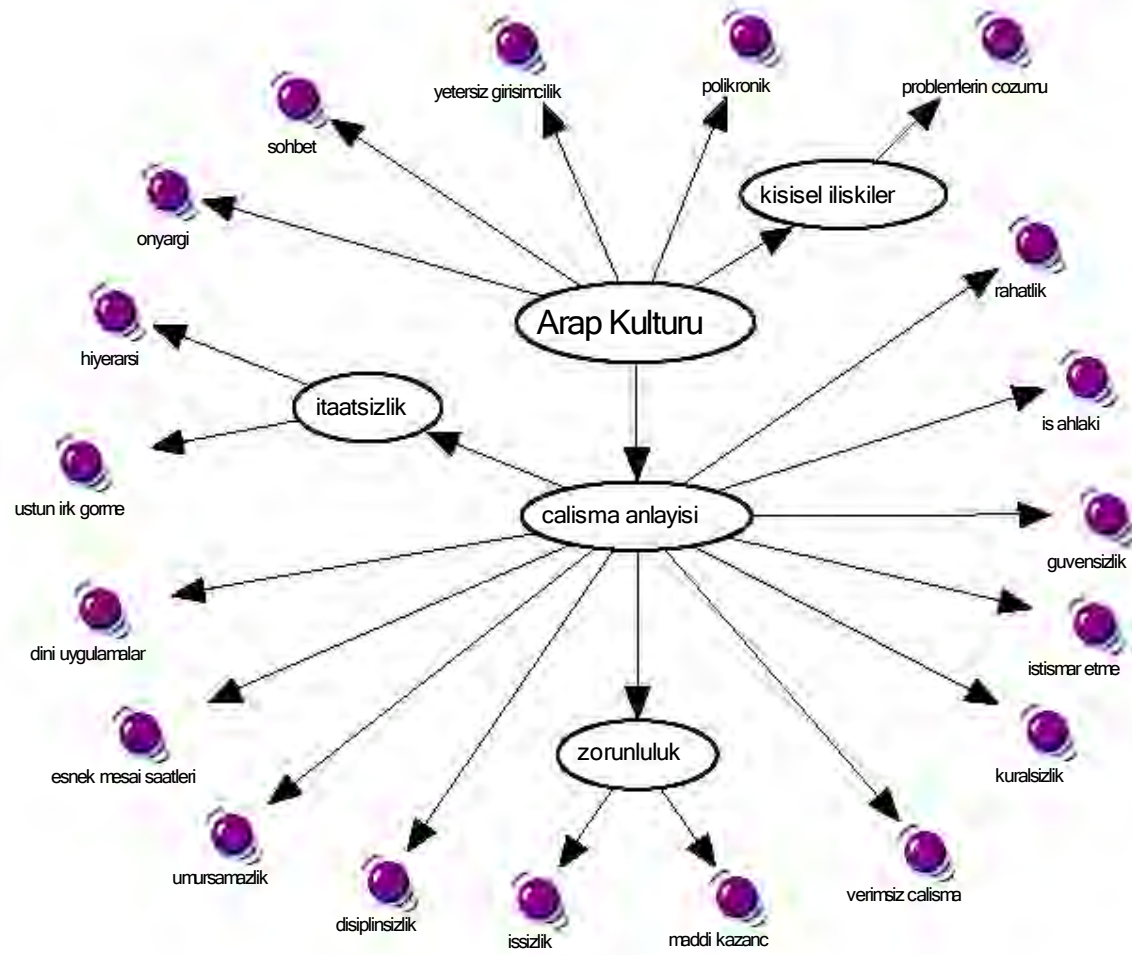 yetersiz girisimcilik
polikronik
problemlerin cozumu
sohbet
kisisel iliskiler
onyargi
rahatlik
Arap Kulturu
hiyerarsi
itaatsizlik
is ahlaki
ustun irk gorme
calisma anlayisi
guvensizlik
dini uygulamalar
istismar etme
zorunluluk
esnek mesai saatleri
kuralsizlik
umursamazlik
verimsiz calisma
disiplinsizlik
issizlik
maddi kazanc